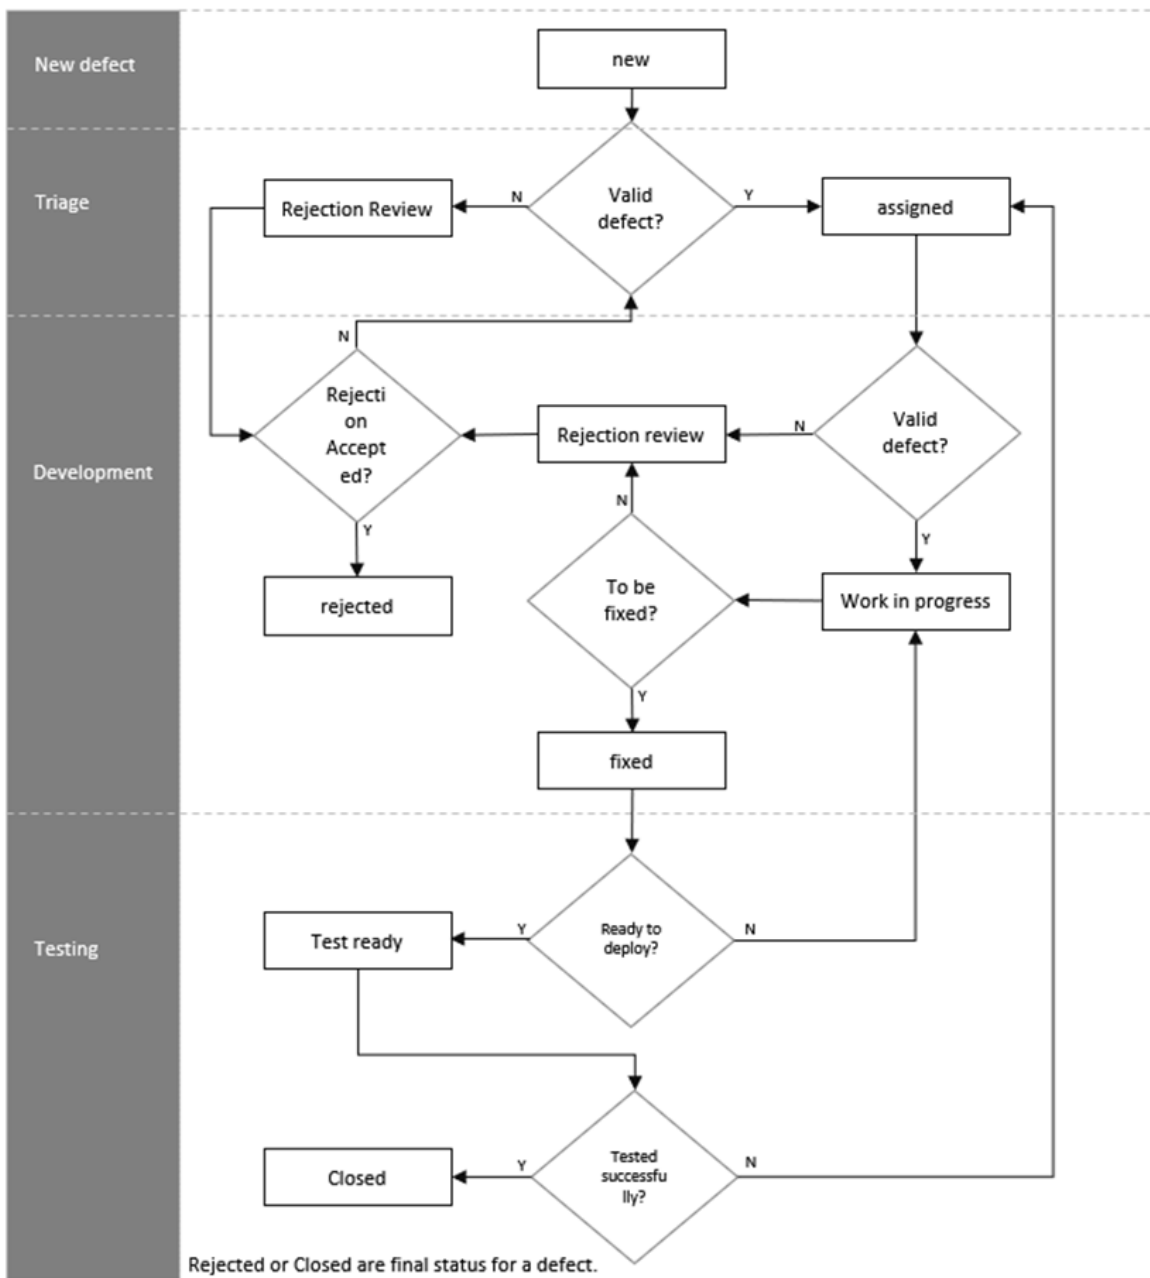 New defect
new
Triage
Rejection Review
N
Valid
defect?
Y
assigned
Development
N
Rejecti
on
Accept
ed?
Y
rejected
Rejection review
N
Valid
defect?
Y
N
To be
fixed?
Y
Work in progress
fixed
Testing
Test ready
Y
Ready to
deploy?
N
Closed
Y
Tested
successfu
lly?
N
Rejected or Closed are final status for a defect.